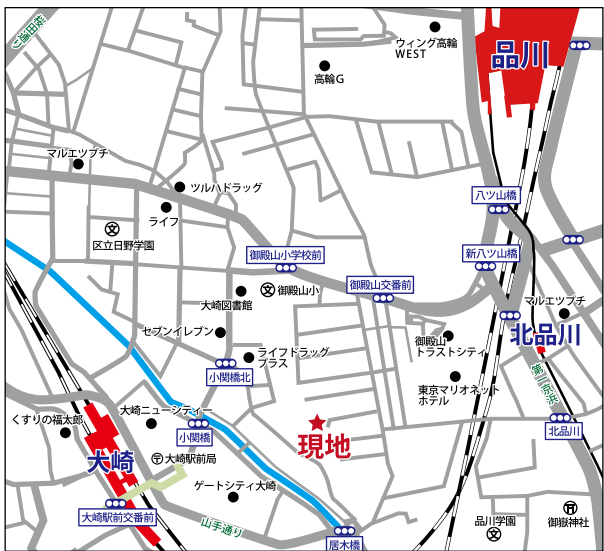 桜田通り
ウィング高輪
WEST
品川
高輪G
マルエツプチ
ツルハドラッグ
ライフ
八ツ山橋
区立日野学園
御殿山小学校前
新八ツ山橋
御殿山小
御殿山交番前
大崎図書館
マルエツプチ
セブンイレブン
北品川
御殿山
トラストシティ
ライフドラッグ
プラス
小関橋北
第一京浜
東京マリオネット
ホテル
くすりの福太郎
大崎ニューシティー
小関橋
北品川
現地
大崎
〒大崎駅前局
ゲートシティ大崎
大崎駅前交番前
山手通り
品川学園
文
御嶽神社
居木橋
文
文